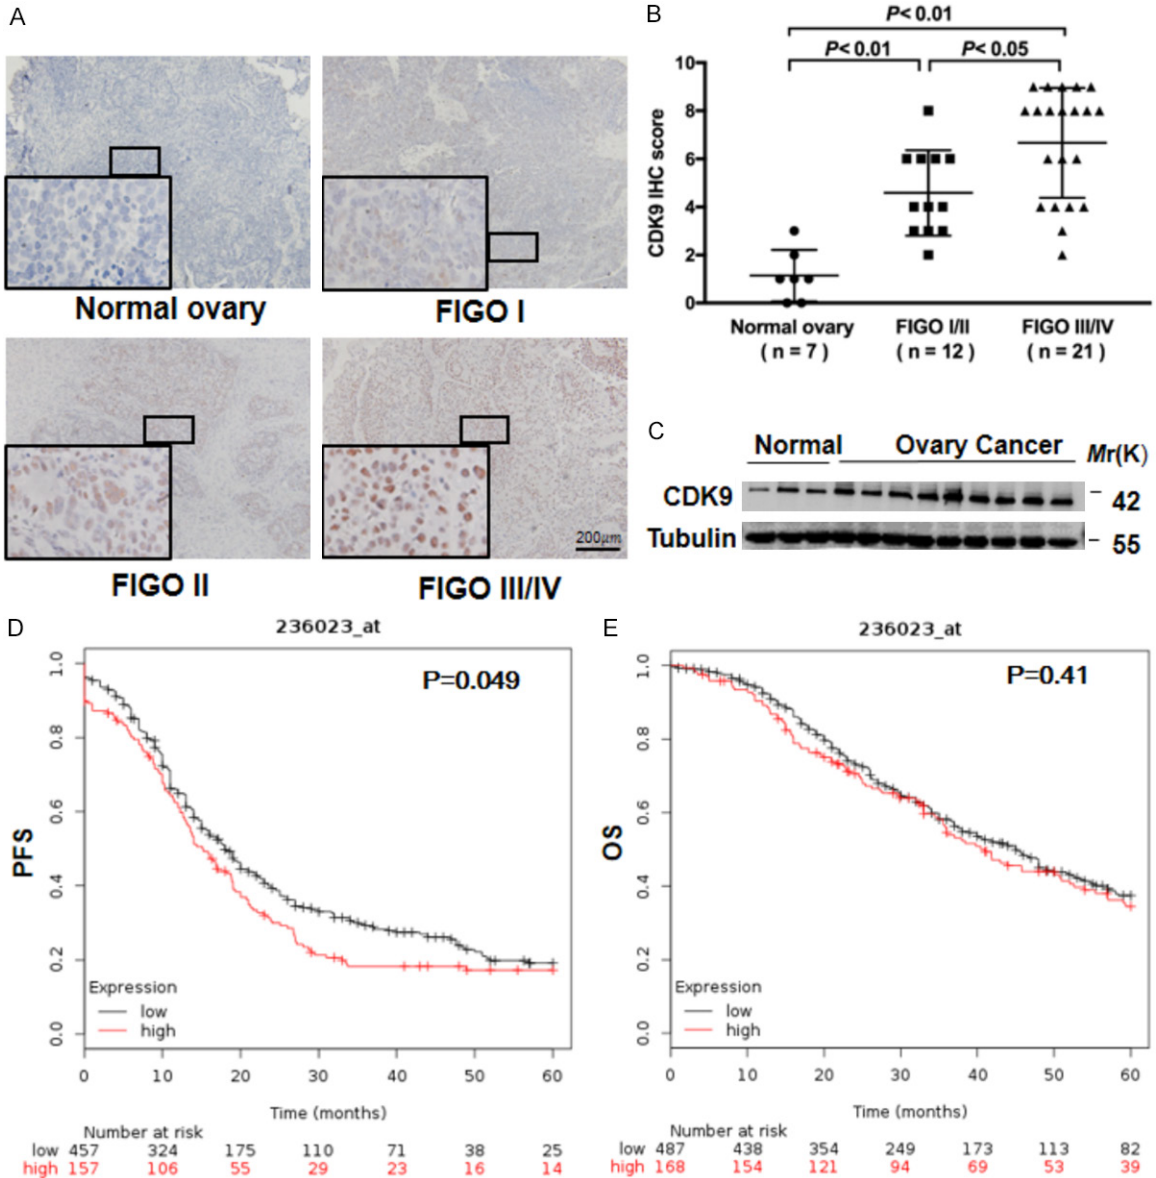 A
Normal ovary
FIGO I
FIGO II
FIGO III/IV
200μm
B
P< 0.01
P< 0.01
P< 0.05
CDK9 IHC score
10
8
6
4
2
0
Normal ovary
( n = 7 )
FIGO I/II
( n = 12 )
FIGO III/IV
( n = 21 )
C
Normal
Ovary Cancer
Mr(K)
CDK9
42
Tubulin
55
D
236023_at
P=0.049
PFS
1.0
0.8
0.6
0.4
0.2
0.0
Expression
low
high
0 10 20 30 40 50 60
Time (months)
Number at risk
low 457 324 175 110 71 38 25
high 157 106 55 29 23 16 14
E
236023_at
P=0.41
OS
1.0
0.8
0.6
0.4
0.2
0.0
Expression
low
high
0 10 20 30 40 50 60
Time (months)
Number at risk
low 487 438 354 249 173 113 82
high 168 154 121 94 69 53 39